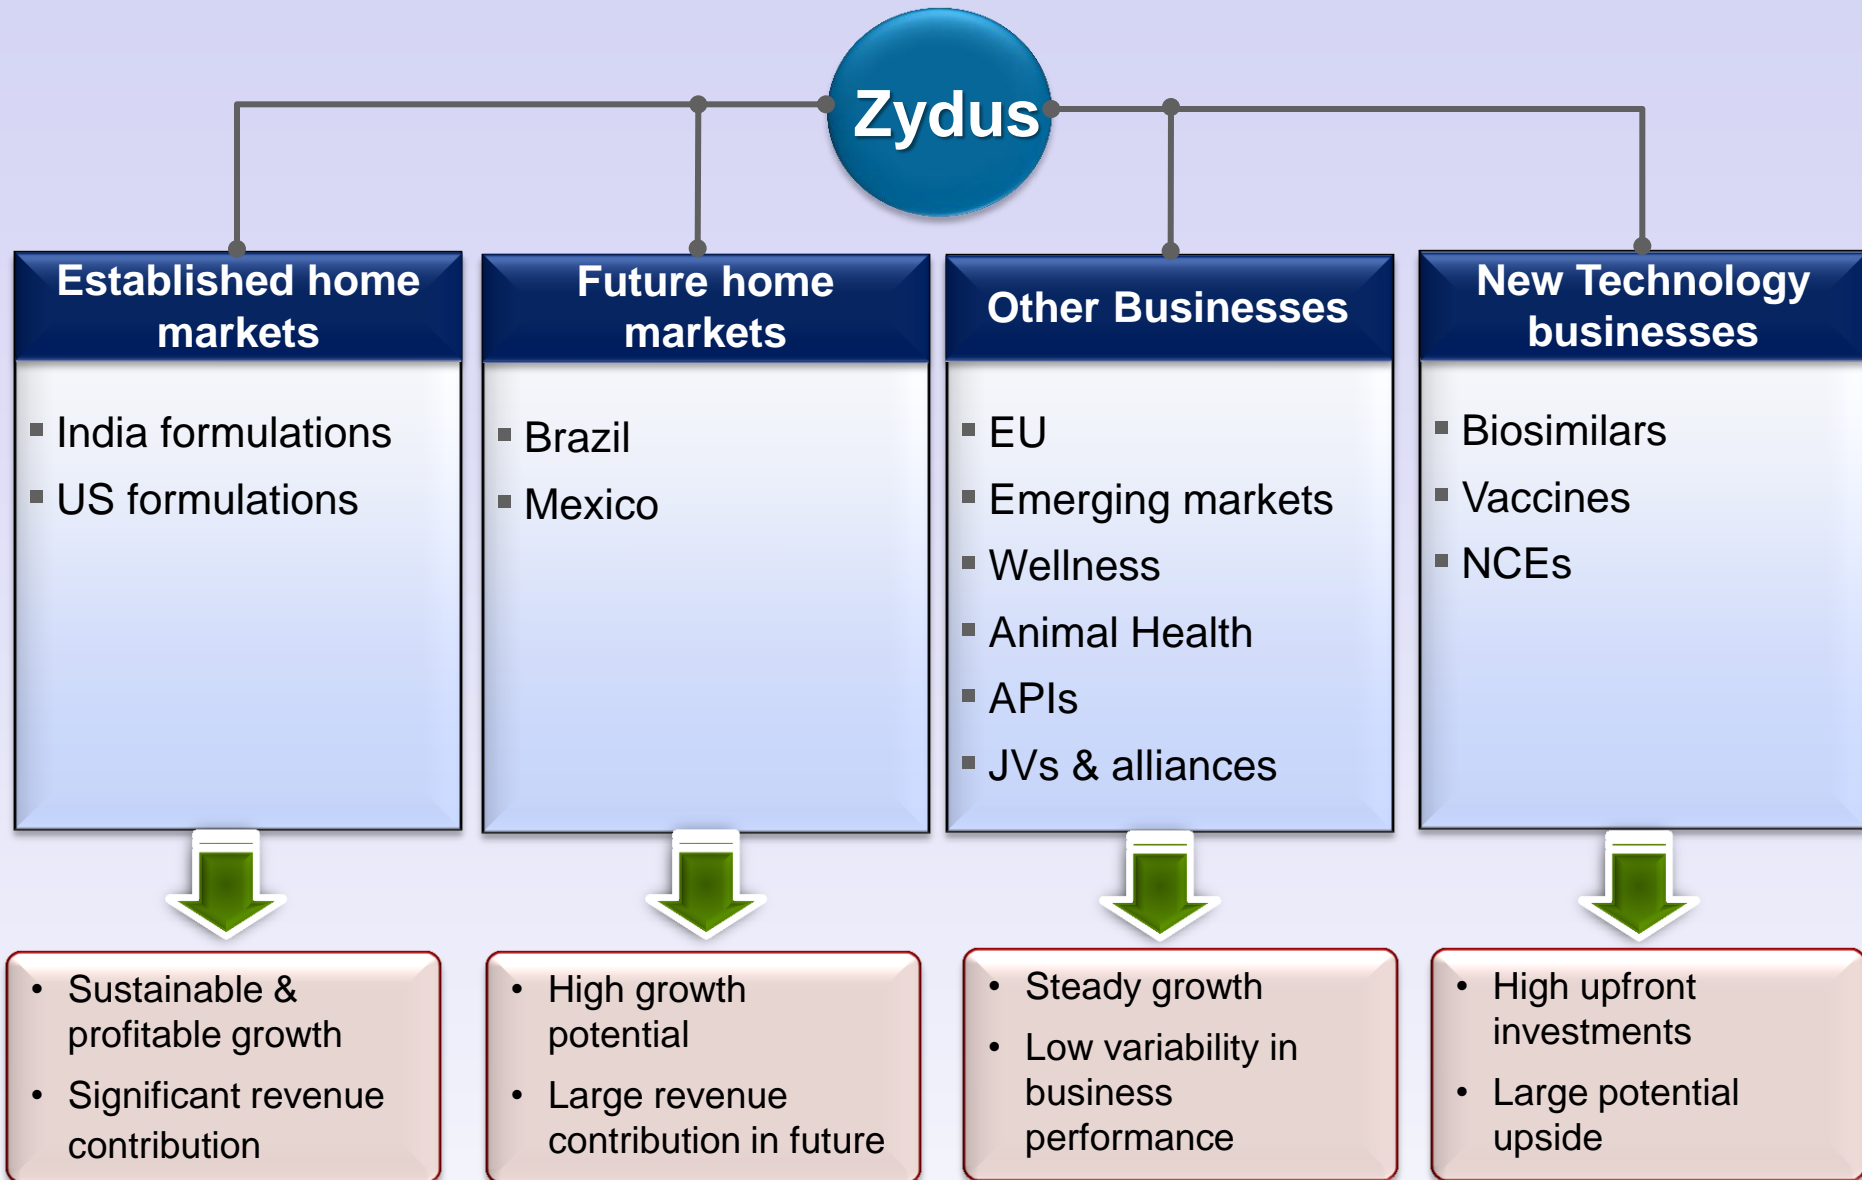 Zydus
Established home
markets
India formulations
US formulations
Sustainable &
profitable growth
Significant revenue
contribution
Future home
markets
Brazil
Mexico
High growth
potential
Large revenue
contribution in future
Other Businesses
EU
Emerging markets
Wellness
Animal Health
APIs
JVs & alliances
Steady growth
Low variability in
business
performance
New Technology
businesses
Biosimilars
Vaccines
NCEs
High upfront
investments
Large potential
upside